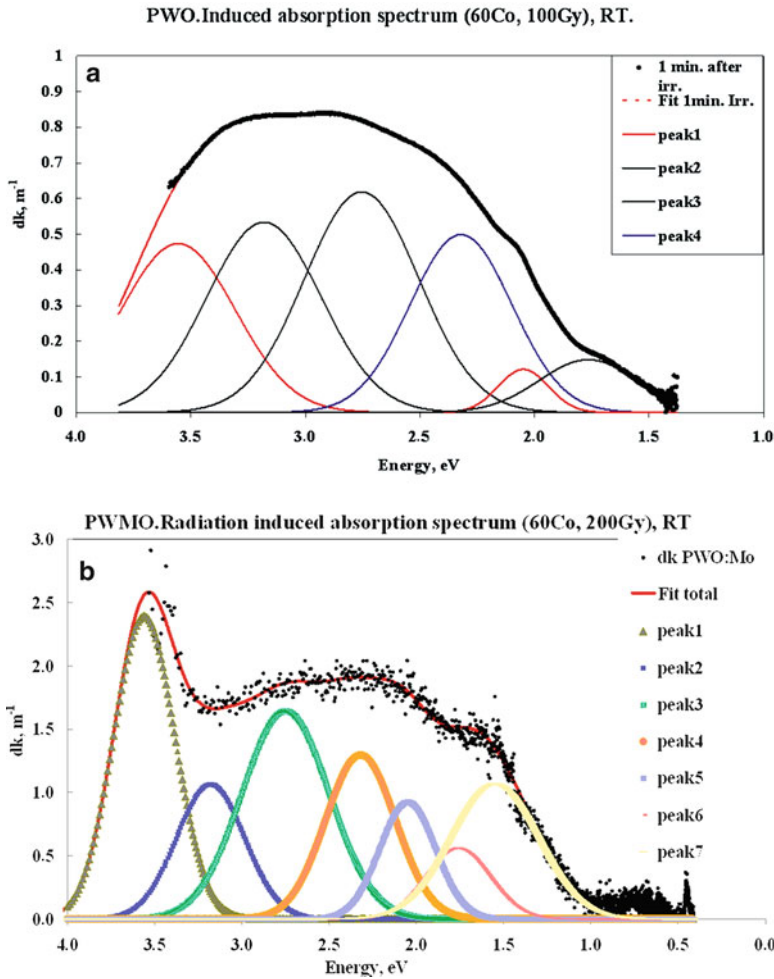 PWO.Induced absorption spectrum (60Co, 100Gy), RT.
a
dk, m-1
1
0.9
0.8
0.7
0.6
0.5
0.4
0.3
0.2
0.1
0
4.0 3.5 3.0 2.5 2.0 1.5 1.0
Energy, eV
1 min. after
irr.
Fit 1min. Irr.
peak1
peak2
peak3
peak4
PWMO.Radiation induced absorption spectrum (60Co, 200Gy), RT
b
dk, m-1
3.0
2.5
2.0
1.5
1.0
0.5
0.0
4.0 3.5 3.0 2.5 2.0 1.5 1.0 0.5 0.0
Energy, eV
dk PWO:Mo
Fit total
peak1
peak2
peak3
peak4
peak5
peak6
peak7